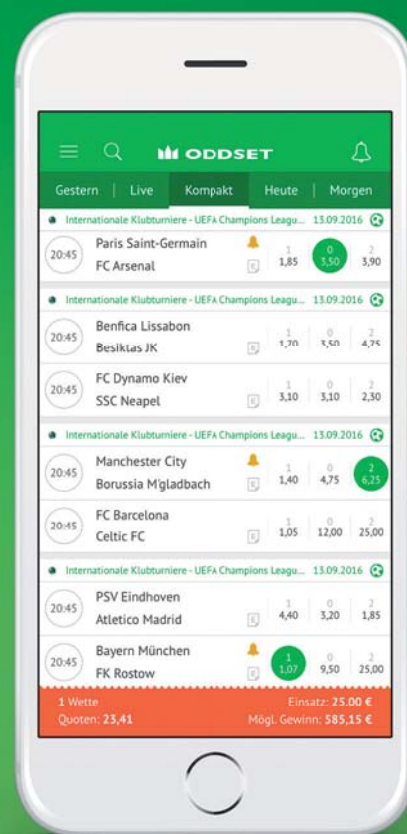 ODDSET
Gestern | Live Kompakt Heute | Morgen
Internationale Klubturniere - UEFA Champions Leagu... 13.09.2016
20:45 Paris Saint-Germain 1 0 2
FC Arsenal 1,85 3,50 3,90
Internationale Klubturniere - UEFA Champions Leagu... 13.09.2016
20:45 Benfica Lissabon 1 0 2
Besiktas JK 1,70 3,50 4,75
20:45 FC Dynamo Kiev 1 0 2
SSC Neapel 3,10 3,10 2,30
Internationale Klubturniere - UEFA Champions Leagu... 13.09.2016
20:45 Manchester City 1 0 2
Borussia M'gladbach 1,40 4,75 6,25
20:45 FC Barcelona 1 0 2
Celtic FC 1,05 12,00 25,00
Internationale Klubturniere - UEFA Champions Leagu... 13.09.2016
20:45 PSV Eindhoven 1 0 2
Atletico Madrid 4,40 3,20 1,85
20:45 Bayern München 1 0 2
FK Rostow 1,07 9,50 25,00
1 Wette Einsatz: 25.00 €
Quoten: 23,41 Mögl. Gewinn: 585,15 €